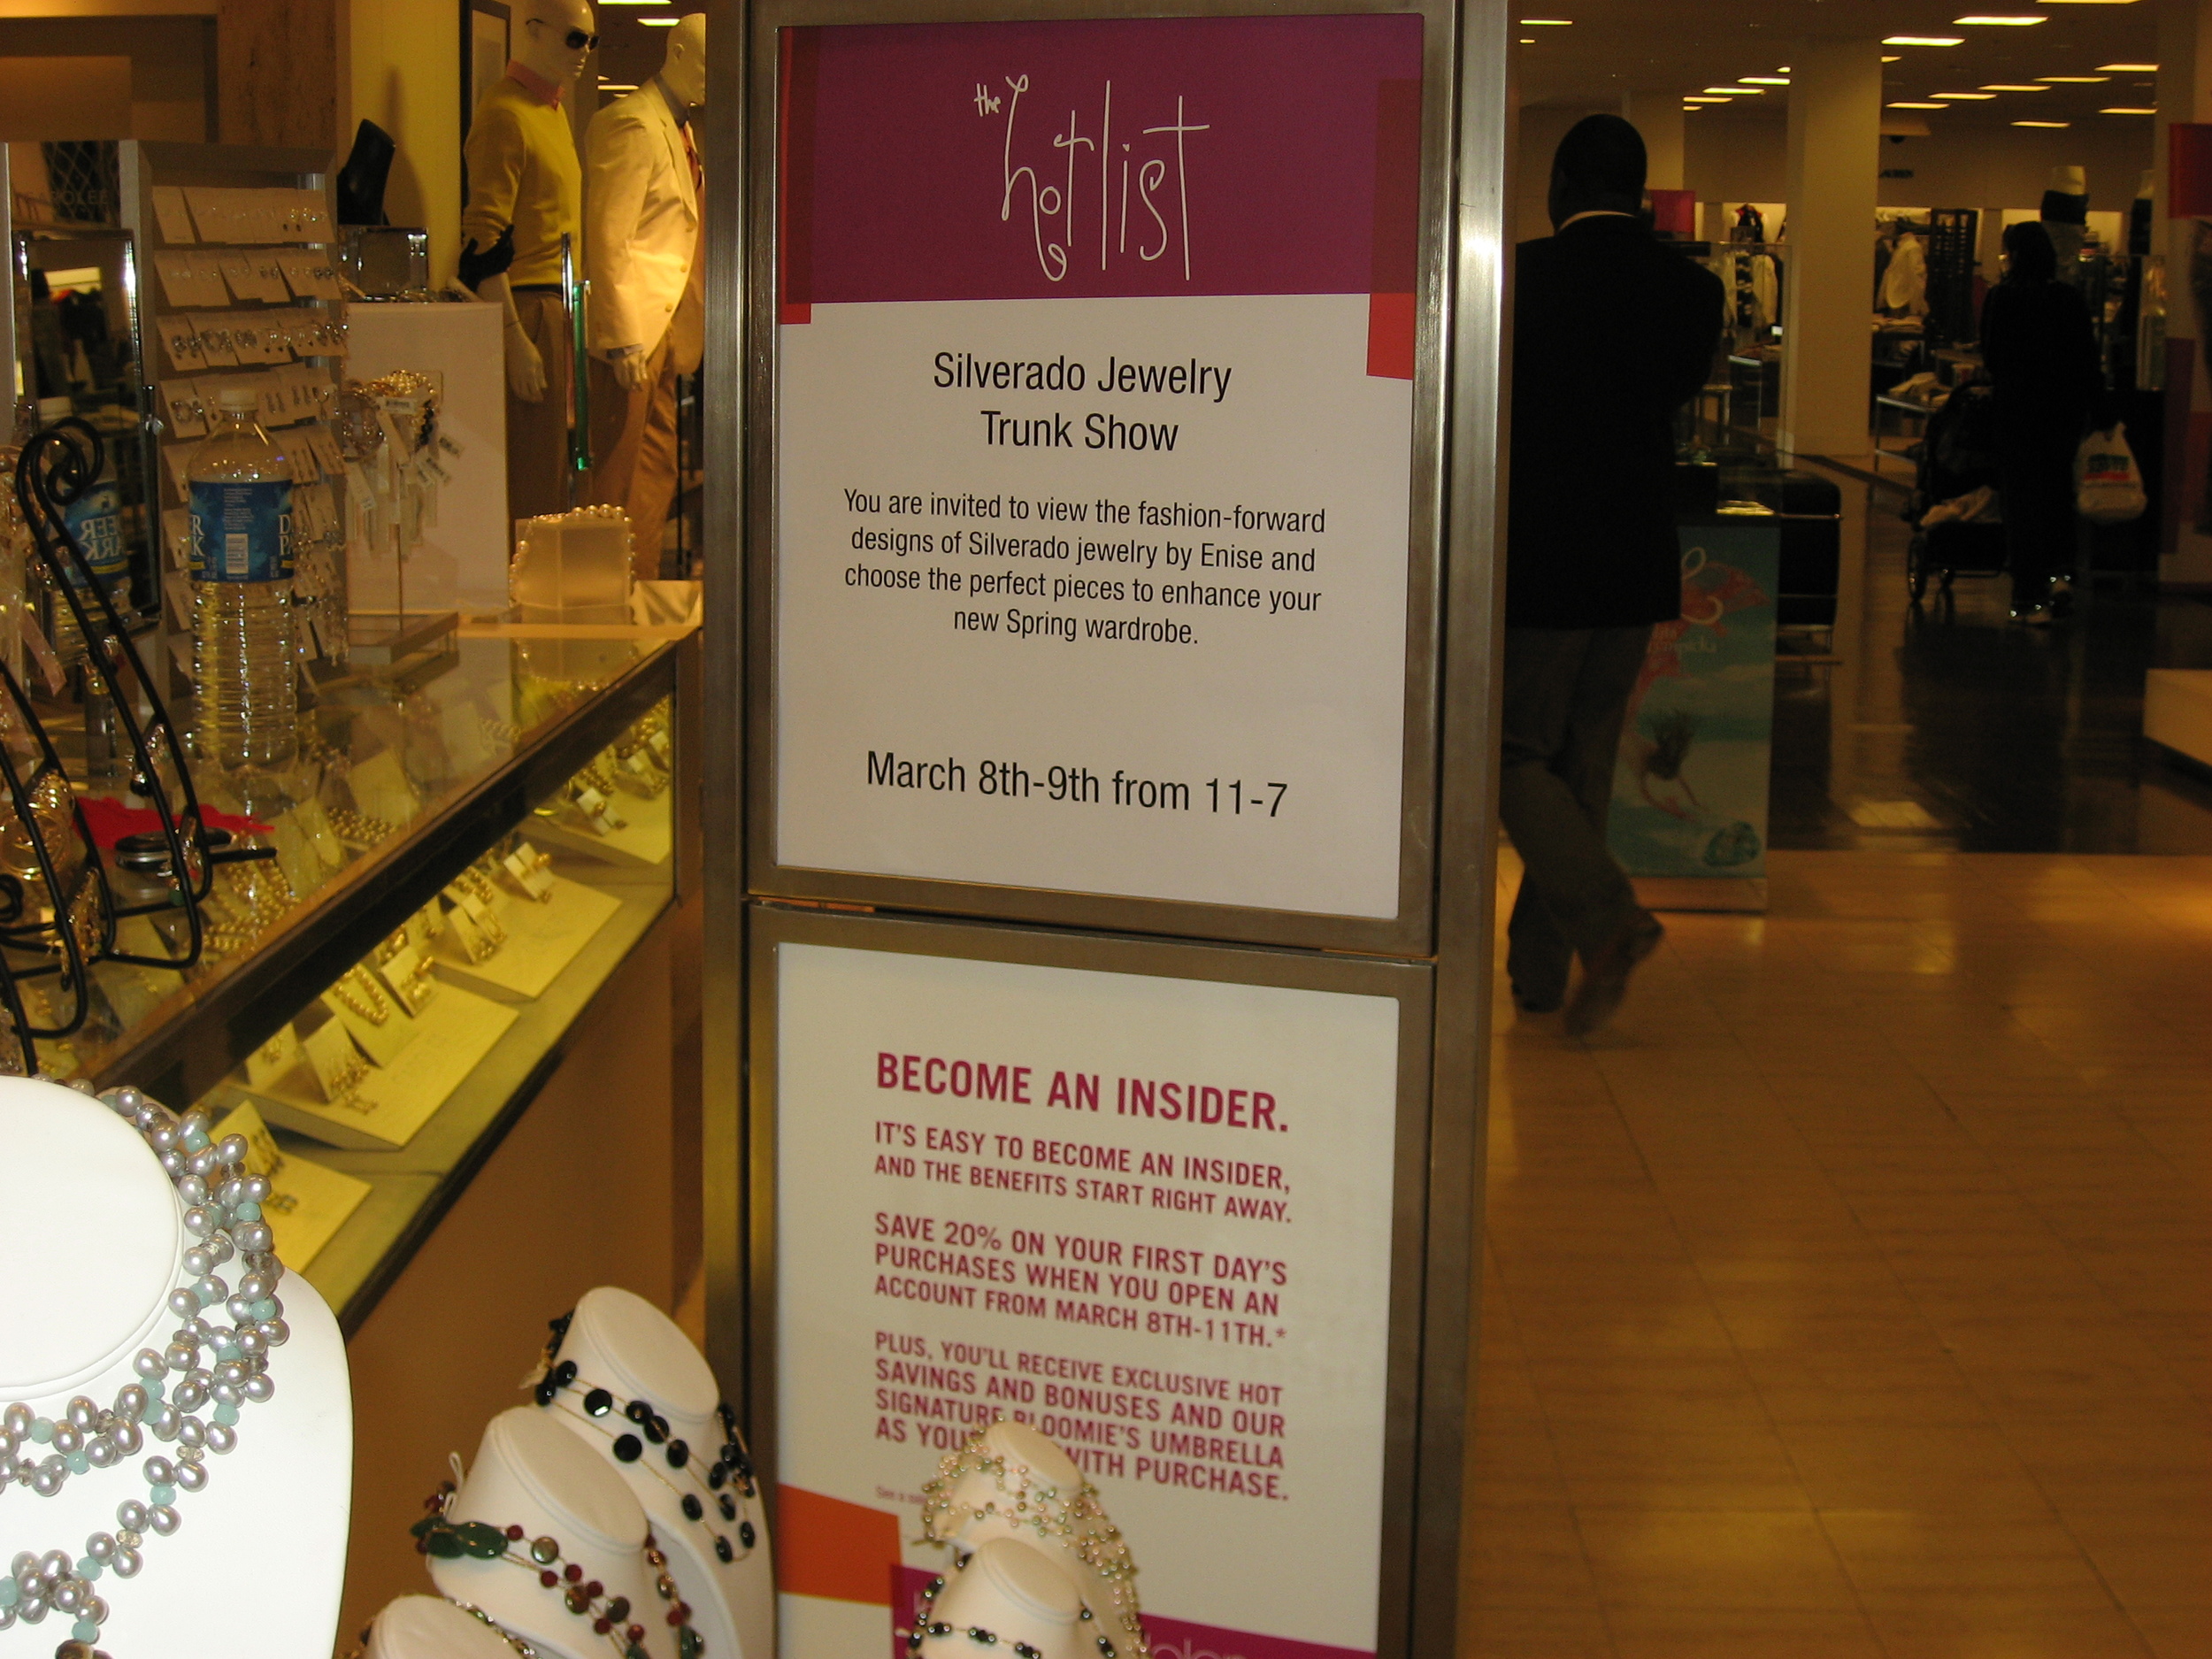 the
hotlist
Silverado Jewelry
Trunk Show
You are invited to view the fashion-forward
designs of Silverado jewelry by Enise and
choose the perfect pieces to enhance your
new Spring wardrobe.
March 8th-9th from 11-7
BECOME AN INSIDER.
IT'S EASY TO BECOME AN INSIDER,
AND THE BENEFITS START RIGHT AWAY.
SAVE 20% ON YOUR FIRST DAY'S
PURCHASES WHEN YOU OPEN AN
ACCOUNT FROM MARCH 8TH-11TH.*
PLUS, YOU'LL RECEIVE EXCLUSIVE HOT
SAVINGS AND BONUSES AND OUR
SIGNATURE BLOOMIE'S UMBRELLA
AS WITH PURCHASE.
See a